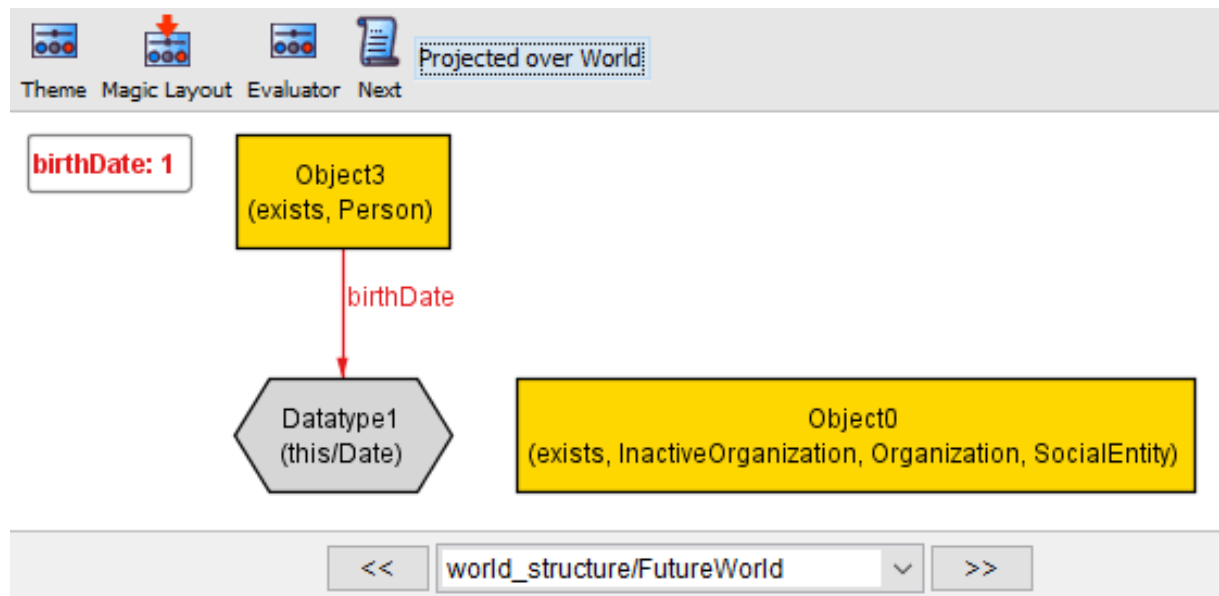 Projected over World
Theme Magic Layout Evaluator Next
birthDate: 1
Object3
(exists, Person)
birthDate
Datatype1
(this/Date)
Object0
(exists, InactiveOrganization, Organization, SocialEntity)
<< world_structure/FutureWorld >>